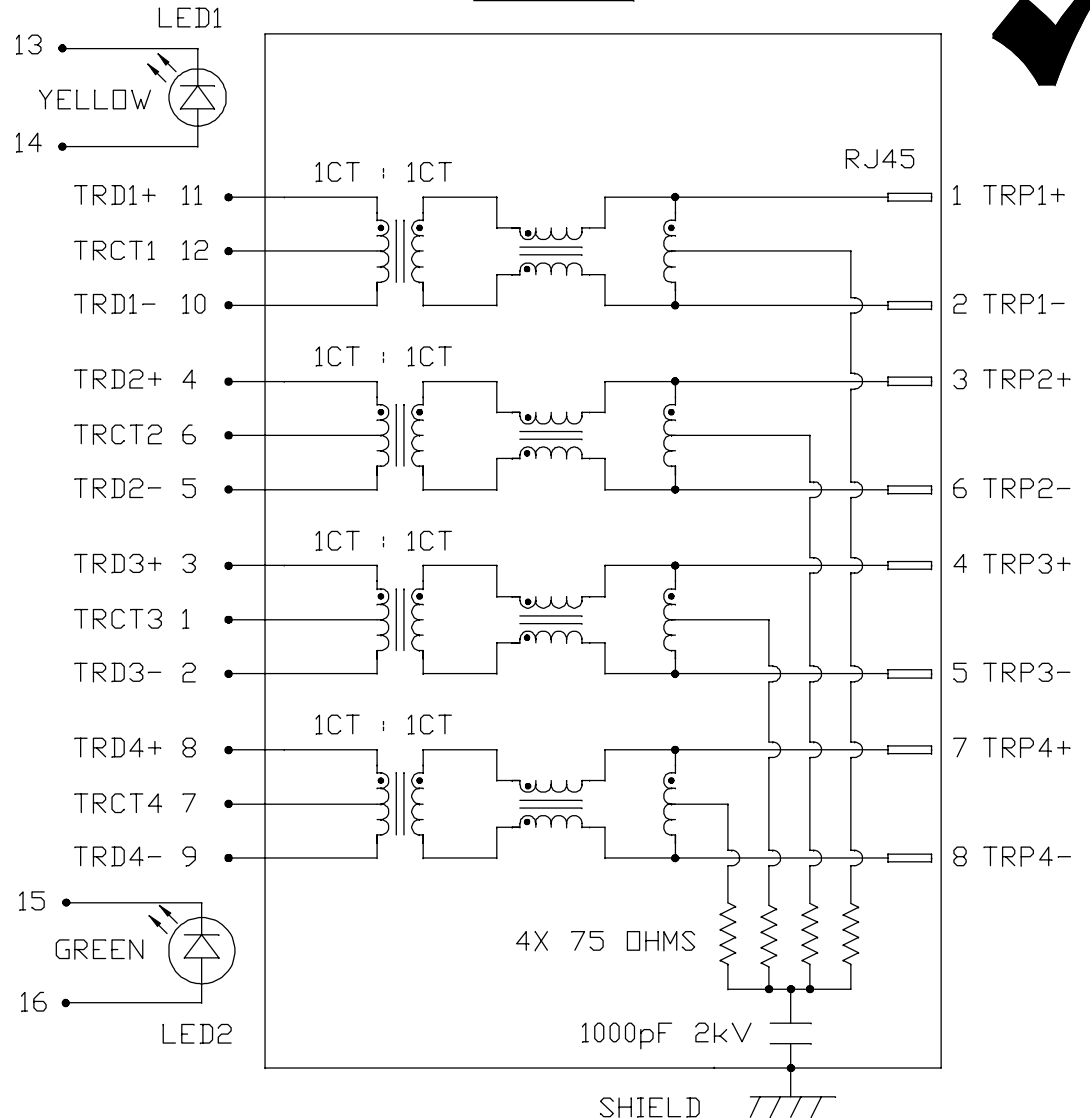 LED1
13
YELLOW
14
RJ45
1CT : 1CT
TRD1+ 11
1 TRP1+
TRCT1 12
TRD1- 10
2 TRP1-
1CT : 1CT
TRD2+ 4
3 TRP2+
TRCT2 6
TRD2- 5
6 TRP2-
1CT : 1CT
TRD3+ 3
4 TRP3+
TRCT3 1
TRD3- 2
5 TRP3-
1CT : 1CT
TRD4+ 8
7 TRP4+
TRCT4 7
TRD4- 9
8 TRP4-
15
GREEN
4X 75 OHMS
16
LED2
1000pF 2kV
SHIELD